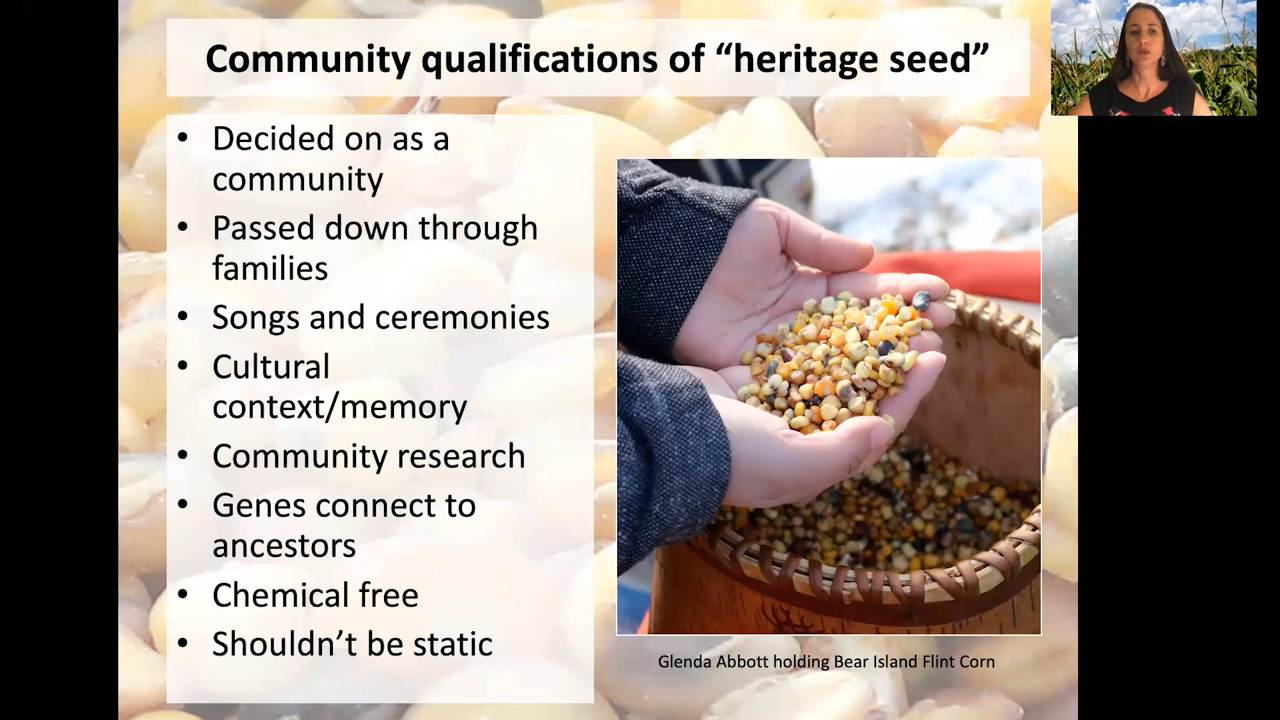 Community qualifications of “heritage seed”
• Decided on as a
community
• Passed down through
families
• Songs and ceremonies
• Cultural
context/memory
• Community research
• Genes connect to
ancestors
• Chemical free
• Shouldn’t be static
Glenda Abbott holding Bear Island Flint Corn